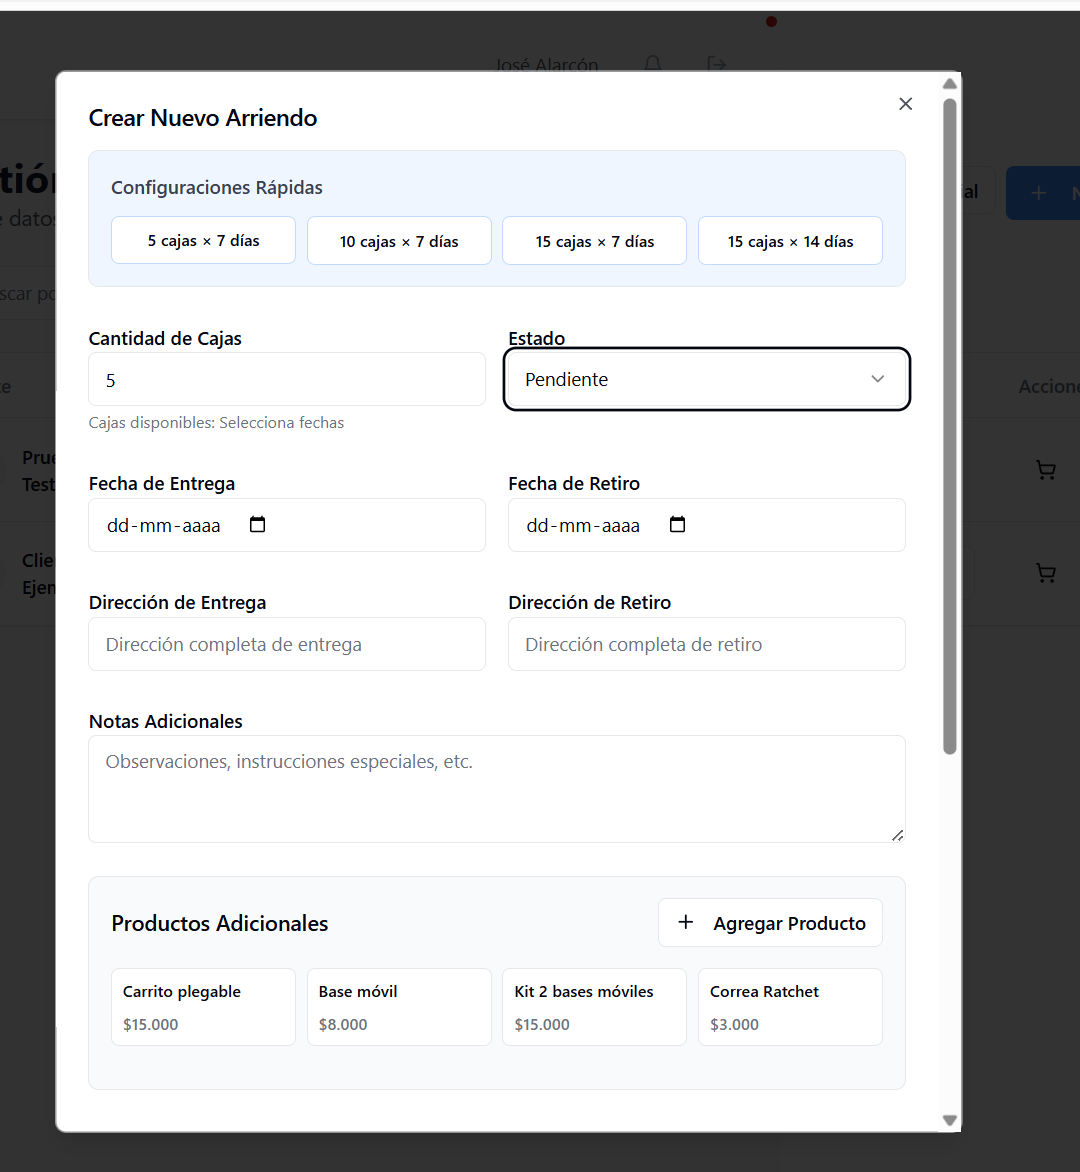 José Alarcón
Crear Nuevo Arriendo
Configuraciones Rápidas
5 cajas × 7 días
10 cajas × 7 días
15 cajas × 7 días
15 cajas × 14 días
Cantidad de Cajas
Estado
5
Pendiente
Cajas disponibles: Selecciona fechas
Fecha de Entrega
Fecha de Retiro
dd-mm-aaaa
dd-mm-aaaa
Dirección de Entrega
Dirección de Retiro
Dirección completa de entrega
Dirección completa de retiro
Notas Adicionales
Observaciones, instrucciones especiales, etc.
Productos Adicionales
+ Agregar Producto
Carrito plegable
$15.000
Base móvil
$8.000
Kit 2 bases móviles
$15.000
Correa Ratchet
$3.000